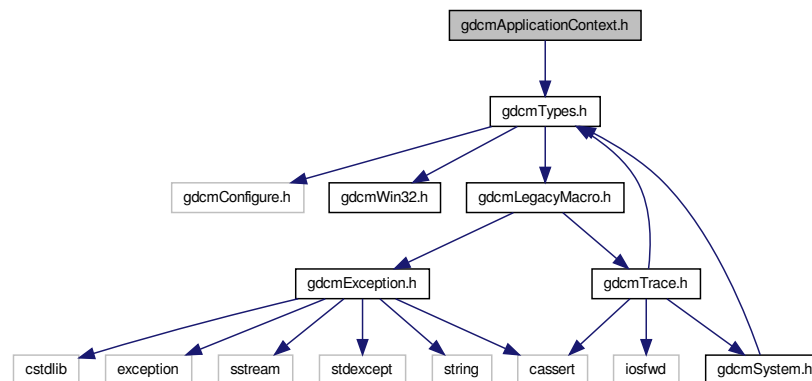 gdcmApplicationContext.h
gdcmTypes.h
gdcmConfigure.h
gdcmWin32.h
gdcmLegacyMacro.h
gdcmException.h
gdcmTrace.h
cstdlib
exception
sstream
stdexcept
string
cassert
iosfwd
gdcmSystem.h